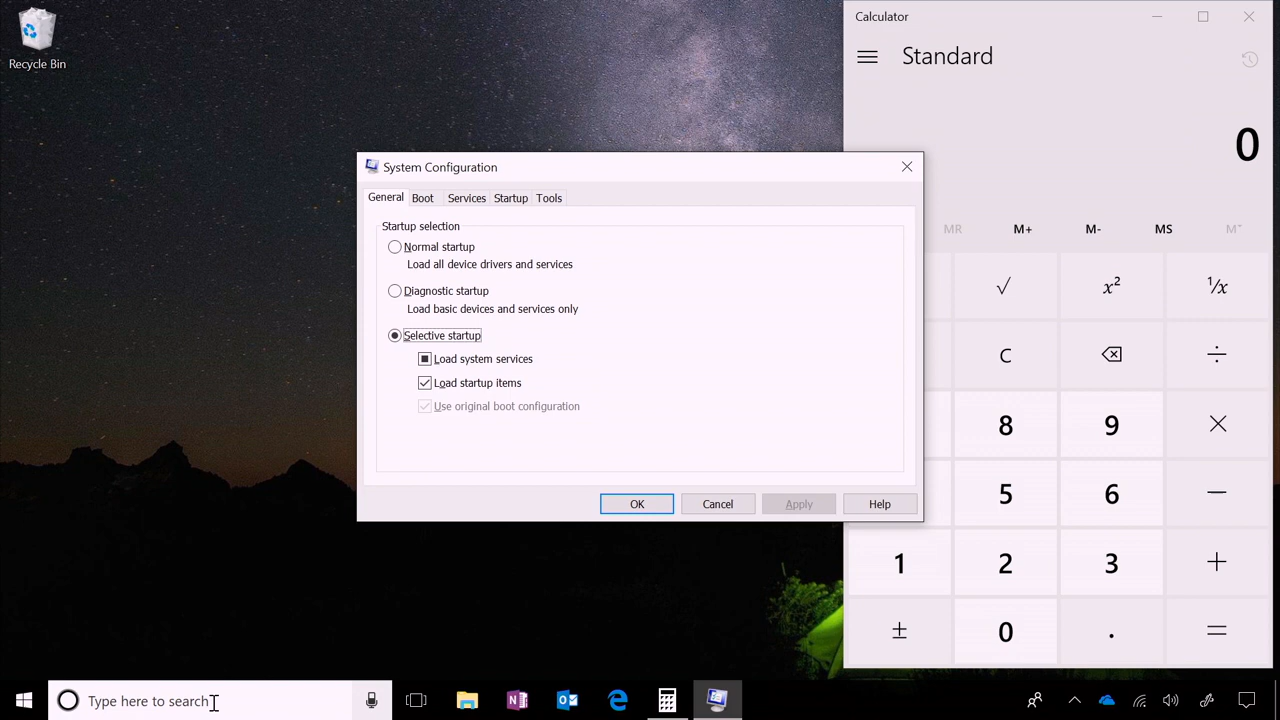 Recycle Bin
Calculator
Standard
0
MR M+ M- MS M˅
√ x² ¹/x
C ÷
8 9 ×
5 6 −
1 2 3 +
± 0 . =
System Configuration
General Boot Services Startup Tools
Startup selection
Normal startup
Load all device drivers and services
Diagnostic startup
Load basic devices and services only
Selective startup
Load system services
Load startup items
Use original boot configuration
OK Cancel Apply Help
Type here to search